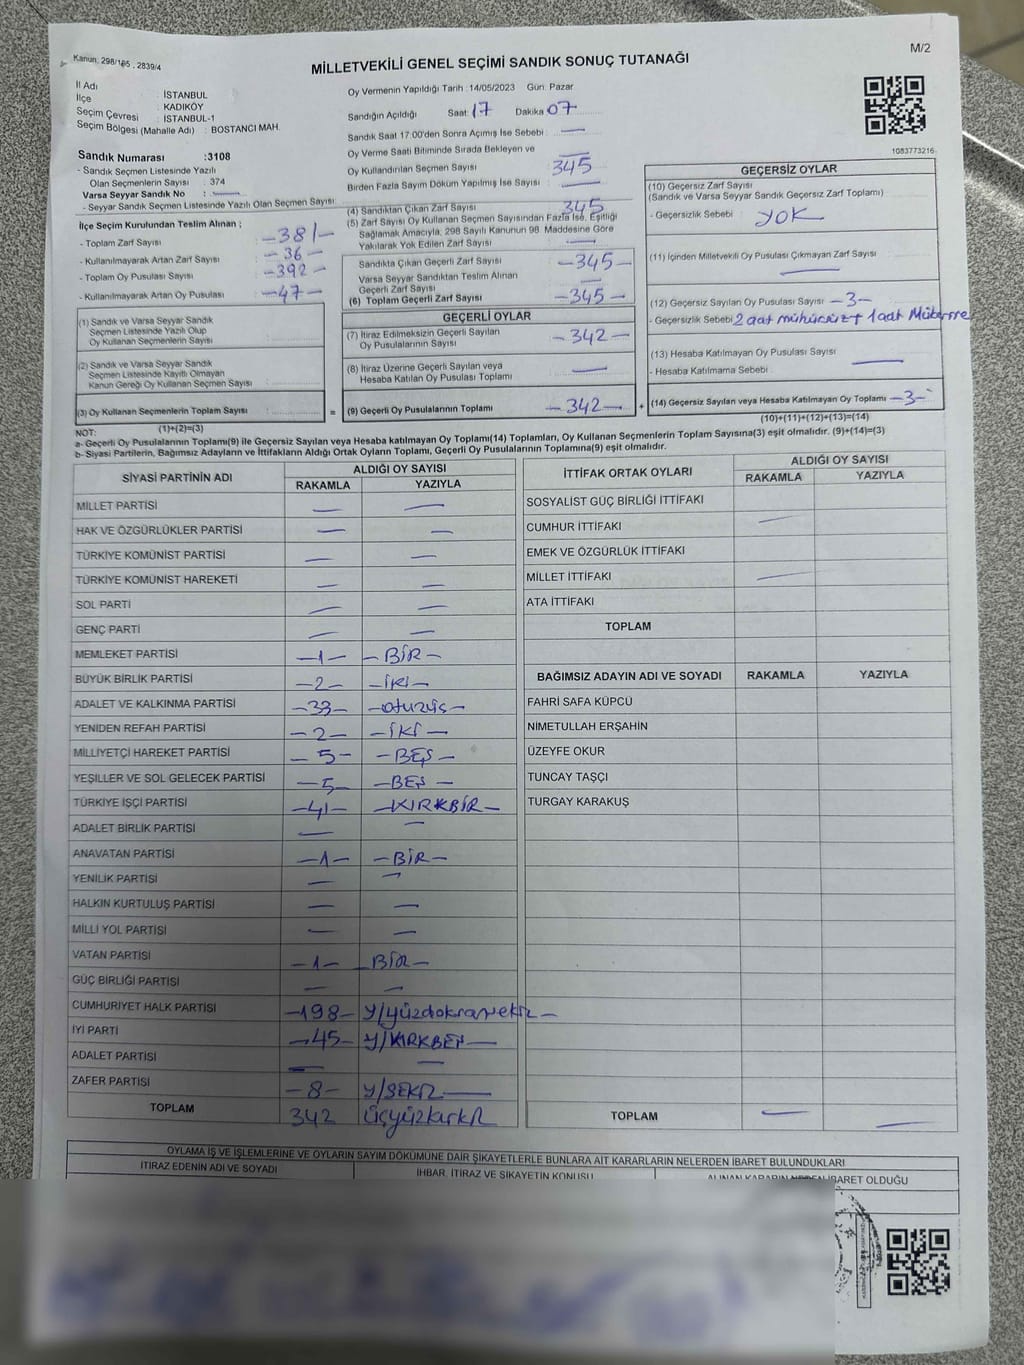 Kanun: 298/105 , 2839/4
M/2
MİLLETVEKİLİ GENEL SEÇİMİ SANDIK SONUÇ TUTANAĞI
İl Adı : İSTANBUL
İlçe : KADIKÖY
Seçim Çevresi : İSTANBUL-1
Seçim Bölgesi (Mahalle Adı) : BOSTANCI MAH.
Sandık Numarası :3108
- Sandık Seçmen Listesinde Yazılı
Olan Seçmenlerin Sayısı : 374
Varsa Seyyar Sandık No : —
- Seyyar Sandık Seçmen Listesinde Yazılı Olan Seçmen Sayısı:
İlçe Seçim Kurulundan Teslim Alınan ;
- Toplam Zarf Sayısı : -381-
- Kullanılmayarak Artan Zarf Sayısı : -36-
- Toplam Oy Pusulası Sayısı : -392-
- Kullanılmayarak Artan Oy Pusulası : -47-
(1) Sandık ve Varsa Seyyar Sandık
Seçmen Listesinde Yazılı Olup
Oy Kullanan Seçmenlerin Sayısı :
(2) Sandık ve Varsa Seyyar Sandık
Seçmen Listesinde Kayıtlı Olmayan
Kanun Gereği Oy Kullanan Seçmen Sayısı :
(3) Oy Kullanan Seçmenlerin Toplam Sayısı :
(1)+(2)=(3)
Oy Vermenin Yapıldığı Tarih : 14/05/2023 Gün: Pazar
Sandığın Açıldığı Saat: 17 Dakika 07
Sandık Saat 17:00'den Sonra Açımış İse Sebebi : —
Oy Verme Saati Bitiminde Sırada Bekleyen ve
Oy Kullandırılan Seçmen Sayısı 345
Birden Fazla Sayım Döküm Yapılmış İse Sayısı : —
(4) Sandıktan Çıkan Zarf Sayısı 345
(5) Zarf Sayısı Oy Kullanan Seçmen Sayısından Fazla İse, Eşitliği
Sağlamak Amacıyla, 298 Sayılı Kanunun 98. Maddesine Göre
Yakılarak Yok Edilen Zarf Sayısı : —
Sandıkta Çıkan Geçerli Zarf Sayısı : -345-
Varsa Seyyar Sandıktan Teslim Alınan
Geçerli Zarf Sayısı : —
(6) Toplam Geçerli Zarf Sayısı : -345-
GEÇERLİ OYLAR
(7) İtiraz Edilmeksizin Geçerli Sayılan
Oy Pusulalarının Sayısı : -342-
(8) İtiraz Üzerine Geçerli Sayılan veya
Hesaba Katılan Oy Pusulası Toplamı : —
= (9) Geçerli Oy Pusulalarının Toplamı : -342- +
1083773216
GEÇERSİZ OYLAR
(10) Geçersiz Zarf Sayısı
(Sandık ve Varsa Seyyar Sandık Geçersiz Zarf Toplamı)
- Geçersizlik Sebebi : YOK
(11) İçinden Milletvekili Oy Pusulası Çıkmayan Zarf Sayısı :
—
(12) Geçersiz Sayılan Oy Pusulası Sayısı -3-
- Geçersizlik Sebebi 2 adt mühürsüz + 1 adt
(13) Hesaba Katılmayan Oy Pusulası Sayısı —
- Hesaba Katılmama Sebebi :
(14) Geçersiz Sayılan veya Hesaba Katılmayan Oy Toplamı -3-
(10)+(11)+(12)+(13)=(14)
NOT:
a- Geçerli Oy Pusulalarının Toplamı(9) ile Geçersiz Sayılan veya Hesaba katılmayan Oy Toplamı(14) Toplamları, Oy Kullanan Seçmenlerin Toplam Sayısına(3) eşit olmalıdır. (9)+(14)=(3)
b- Siyasi Partilerin, Bağımsız Adayların ve İttifakların Aldığı Ortak Oyların Toplamı, Geçerli Oy Pusulalarının Toplamına(9) eşit olmalıdır.
SİYASİ PARTİNİN ADI ALDIĞI OY SAYISI
RAKAMLA YAZIYLA
MİLLET PARTİSİ — —
HAK VE ÖZGÜRLÜKLER PARTİSİ — —
TÜRKİYE KOMÜNİST PARTİSİ — —
TÜRKİYE KOMÜNİST HAREKETİ — —
SOL PARTİ — —
GENÇ PARTİ — —
MEMLEKET PARTİSİ -1- -BİR-
BÜYÜK BİRLİK PARTİSİ -2- -İKİ-
ADALET VE KALKINMA PARTİSİ -33- -otuzüç-
YENİDEN REFAH PARTİSİ -2- -İKİ-
MİLLİYETÇİ HAREKET PARTİSİ -5- -BEŞ-
YEŞİLLER VE SOL GELECEK PARTİSİ -5- -BEŞ-
TÜRKİYE İŞÇİ PARTİSİ -41- -KIRKBİR-
ADALET BİRLİK PARTİSİ — —
ANAVATAN PARTİSİ -1- -BİR-
YENİLİK PARTİSİ — —
HALKIN KURTULUŞ PARTİSİ — —
MİLLİ YOL PARTİSİ — —
VATAN PARTİSİ -1- -BİR-
GÜÇ BİRLİĞİ PARTİSİ — —
CUMHURİYET HALK PARTİSİ -198- Y/yüzdoksansekiz-
İYİ PARTİ -45- Y/KIRKBEŞ-
ADALET PARTİSİ — —
ZAFER PARTİSİ -8- Y/SEKİZ-
TOPLAM 342 üçyüzkırkiki
İTTİFAK ORTAK OYLARI ALDIĞI OY SAYISI
RAKAMLA YAZIYLA
SOSYALİST GÜÇ BİRLİĞİ İTTİFAKI
CUMHUR İTTİFAKI —
EMEK VE ÖZGÜRLÜK İTTİFAKI
MİLLET İTTİFAKI —
ATA İTTİFAKI
TOPLAM
BAĞIMSIZ ADAYIN ADI VE SOYADI RAKAMLA YAZIYLA
FAHRİ SAFA KÜPCÜ
NİMETULLAH ERŞAHİN
ÜZEYFE OKUR
TUNCAY TAŞÇI
TURGAY KARAKUŞ
TOPLAM — —
OYLAMA İŞ VE İŞLEMLERİNE VE OYLARIN SAYIM DÖKÜMÜNE DAİR ŞİKAYETLERLE BUNLARA AİT KARARLARIN NELERDEN İBARET BULUNDUKLARI
İTİRAZ EDENİN ADI VE SOYADI İHBAR, İTİRAZ VE ŞİKAYETİN KONUSU ALINAN KARARIN NEDEN İBARET OLDUĞU